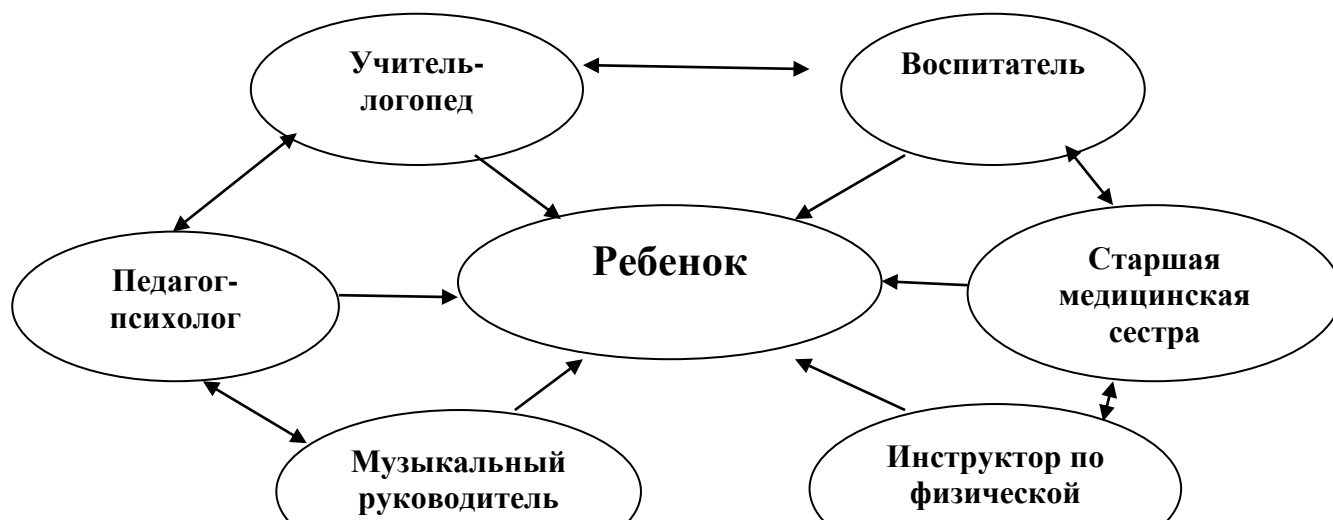 Учитель-
логопед
Воспитатель
Ребенок
Педагог-
психолог
Старшая
медицинская
сестра
Музыкальный
руководитель
Инструктор по
физической